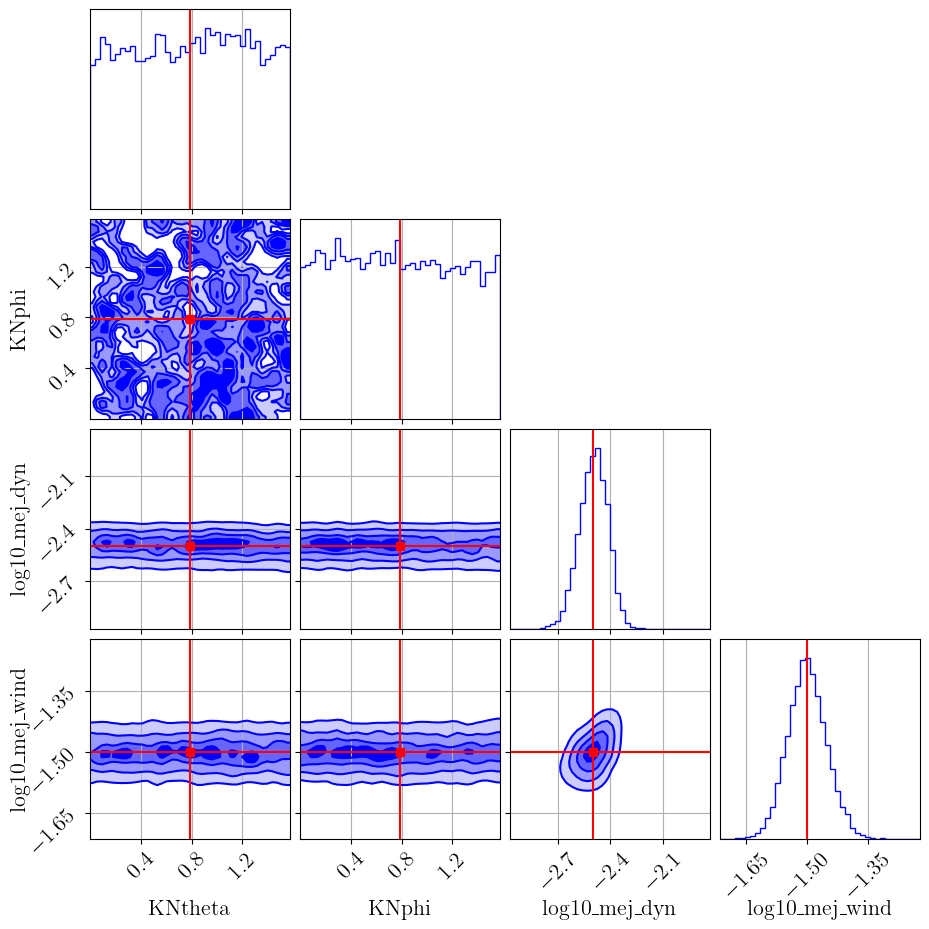 KNphi
1.2
0.8
0.4
log10_mej_dyn
−2.1
−2.4
−2.7
log10_mej_wind
−1.35
−1.50
−1.65
0.4 0.8 1.2 0.4 0.8 1.2 −2.7 −2.4 −2.1 −1.65 −1.50 −1.35
KNtheta KNphi log10_mej_dyn log10_mej_wind